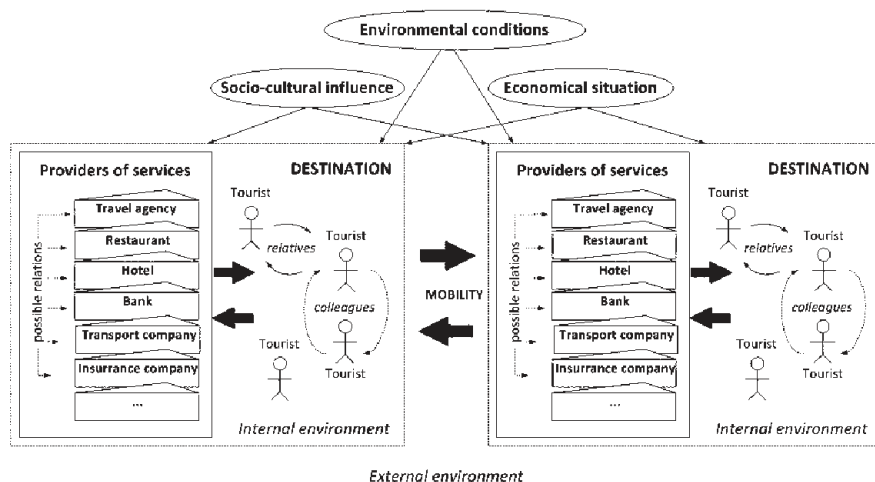 Environmental conditions
Socio-cultural influence
Economical situation
Providers of services
DESTINATION
possible relations
Travel agency
Restaurant
Hotel
Bank
Transport company
Insurrance company
...
Tourist
relatives
Tourist
colleagues
Tourist
Tourist
Internal environment
MOBILITY
Providers of services
DESTINATION
possible relations
Travel agency
Restaurant
Hotel
Bank
Transport company
Insurrance company
...
Tourist
relatives
Tourist
colleagues
Tourist
Tourist
Internal environment
External environment